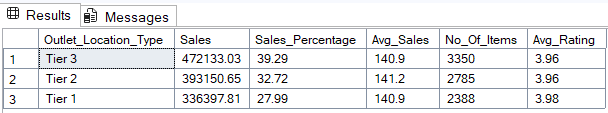 Results Messages
Outlet_Location_Type Sales Sales_Percentage Avg_Sales No_Of_Items Avg_Rating
1 Tier 3 472133.03 39.29 140.9 3350 3.96
2 Tier 2 393150.65 32.72 141.2 2785 3.96
3 Tier 1 336397.81 27.99 140.9 2388 3.98